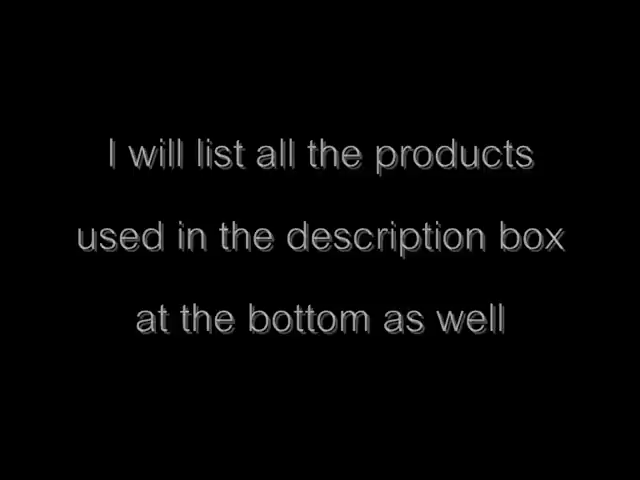 I will list all the products
used in the description box
at the bottom as well